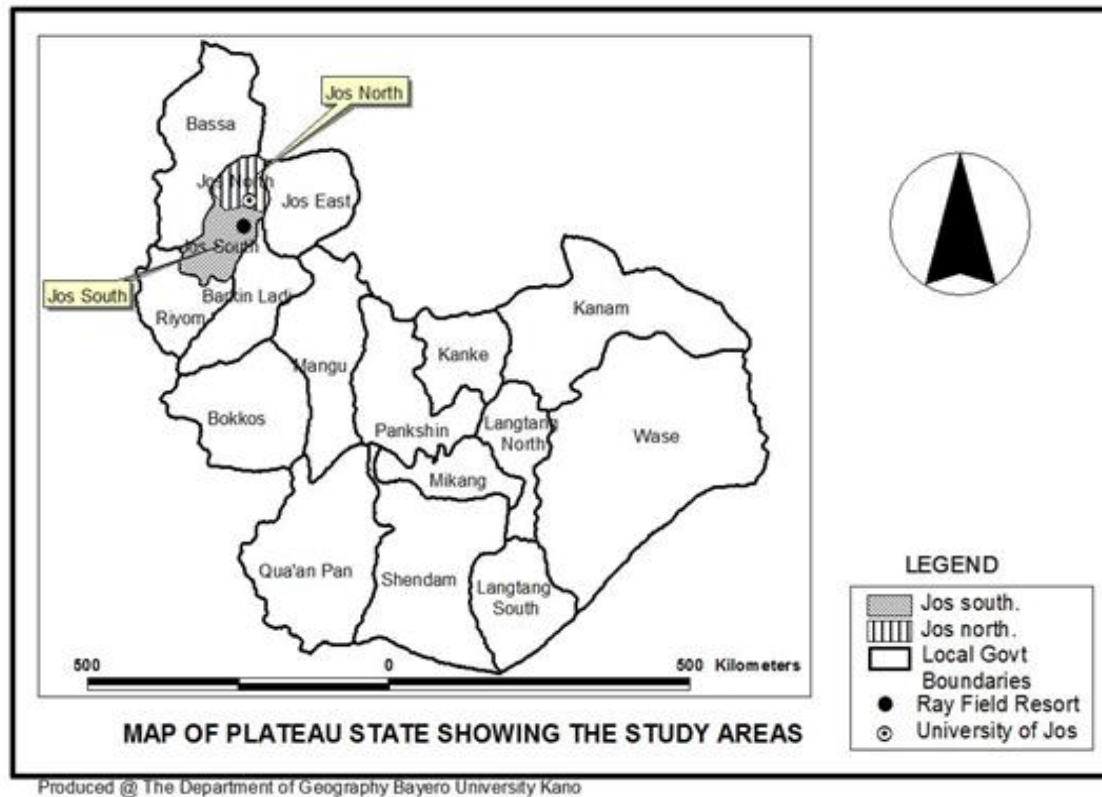 Jos North
Bassa
Jos North
Jos East
Jos South
Jos South
Barkin Ladi
Riyom
Kanam
Kanke
Mangu
Bokkos
Pankshin
Langtang
North
Wase
Mikang
Qua'an Pan
Shendam
Langtang
South
500 0 500 Kilometers
MAP OF PLATEAU STATE SHOWING THE STUDY AREAS
LEGEND
Jos south.
Jos north.
Local Govt
Boundaries
Ray Field Resort
University of Jos
Produced @ The Department of Geography Bayero University Kano